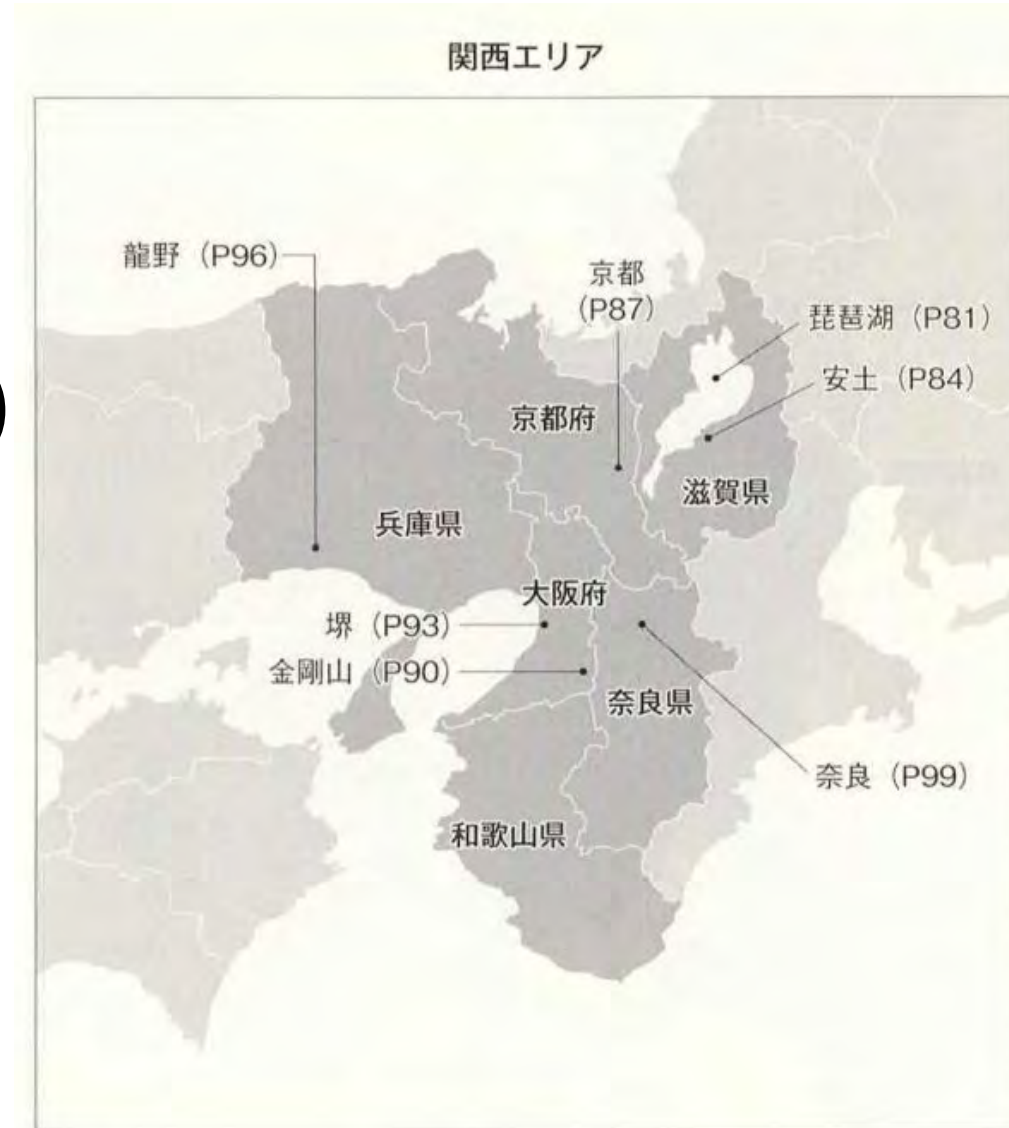 関西エリア
龍野（P96）
京都
（P87）
琵琶湖（P81）
安土（P84）
京都府
滋賀県
兵庫県
大阪府
堺（P93）
金剛山（P90）
奈良県
奈良（P99）
和歌山県